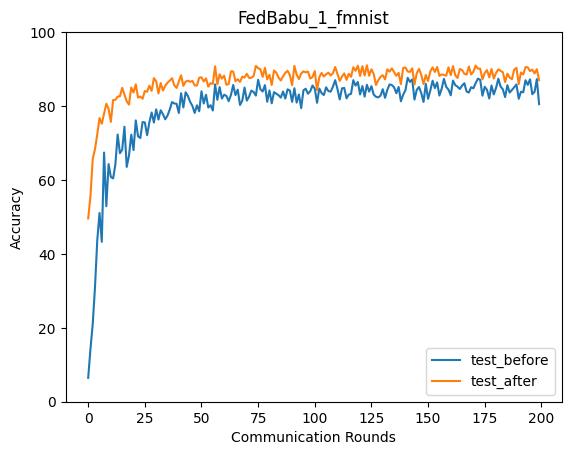 FedBabu_1_fmnist
Accuracy
100
80
60
40
20
0
0 25 50 75 100 125 150 175 200
Communication Rounds
test_before
test_after